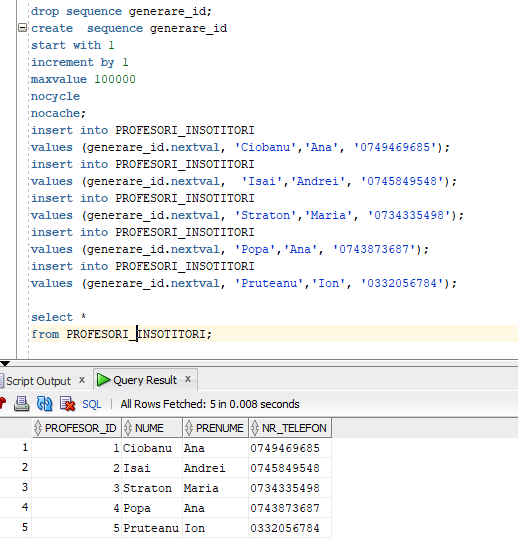 drop sequence generare_id;
create  sequence generare_id
start with 1
increment by 1
maxvalue 100000
nocycle
nocache;
insert into PROFESORI_INSOTITORI
values (generare_id.nextval, 'Ciobanu','Ana', '0749469685');
insert into PROFESORI_INSOTITORI
values (generare_id.nextval,  'Isai','Andrei', '0745849548');
insert into PROFESORI_INSOTITORI
values (generare_id.nextval, 'Straton','Maria', '0734335498');
insert into PROFESORI_INSOTITORI
values (generare_id.nextval, 'Popa','Ana', '0743873687');
insert into PROFESORI_INSOTITORI
values (generare_id.nextval, 'Pruteanu','Ion', '0332056784');
select *
from PROFESORI_INSOTITORI;
Script Output x Query Result x
SQL | All Rows Fetched: 5 in 0.008 seconds
PROFESOR_ID NUME PRENUME NR_TELEFON
1 1 Ciobanu Ana 0749469685
2 2 Isai Andrei 0745849548
3 3 Straton Maria 0734335498
4 4 Popa Ana 0743873687
5 5 Pruteanu Ion 0332056784